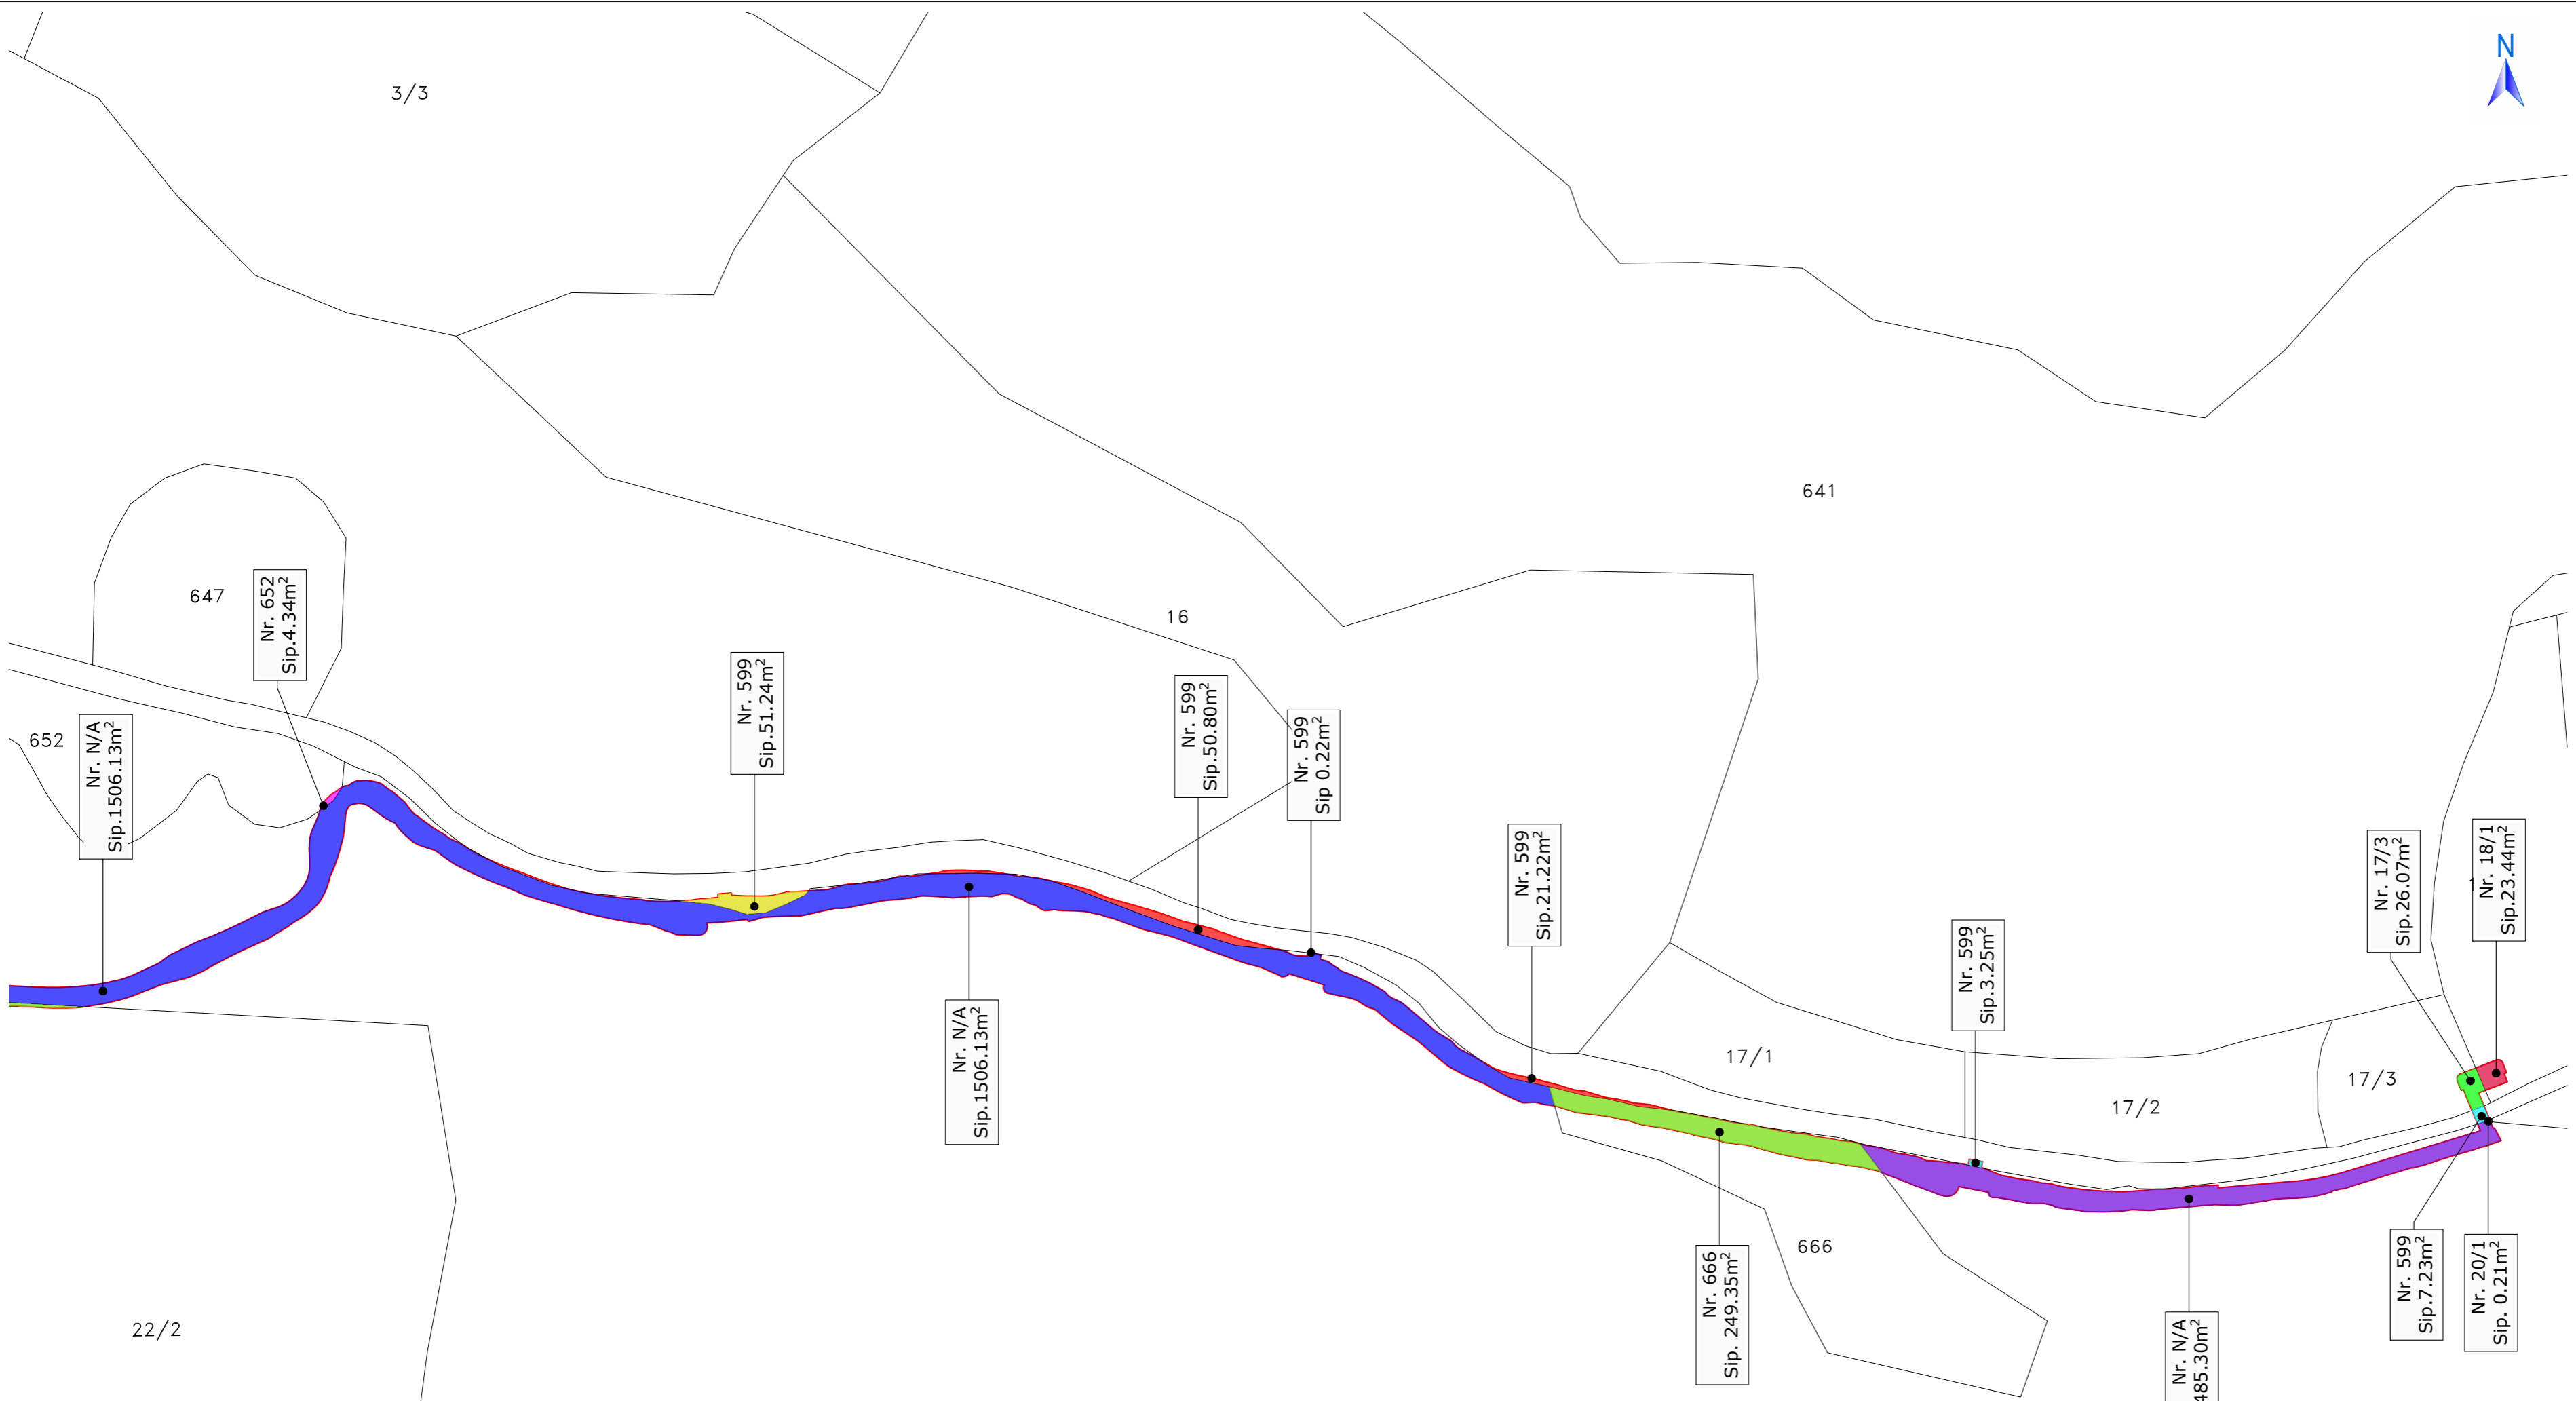 N
3/3
641
647
Nr. 652
Sip.4.34m²
16
Nr. 599
Sip.51.24m²
Nr. 599
Sip.50.80m²
Nr. 599
Sip 0.22m²
652
Nr. N/A
Sip.1506.13m²
Nr. 599
Sip.21.22m²
Nr. 17/3
Sip.26.07m²
Nr. 18/1
Sip.23.44m²
Nr. 599
Sip.3.25m²
Nr. N/A
Sip.1506.13m²
17/1
17/2
17/3
666
Nr. 666
Sip. 249.35m²
Nr. 599
Sip.7.23m²
Nr. 20/1
Sip. 0.21m²
22/2
Nr. N/A
485.30m²